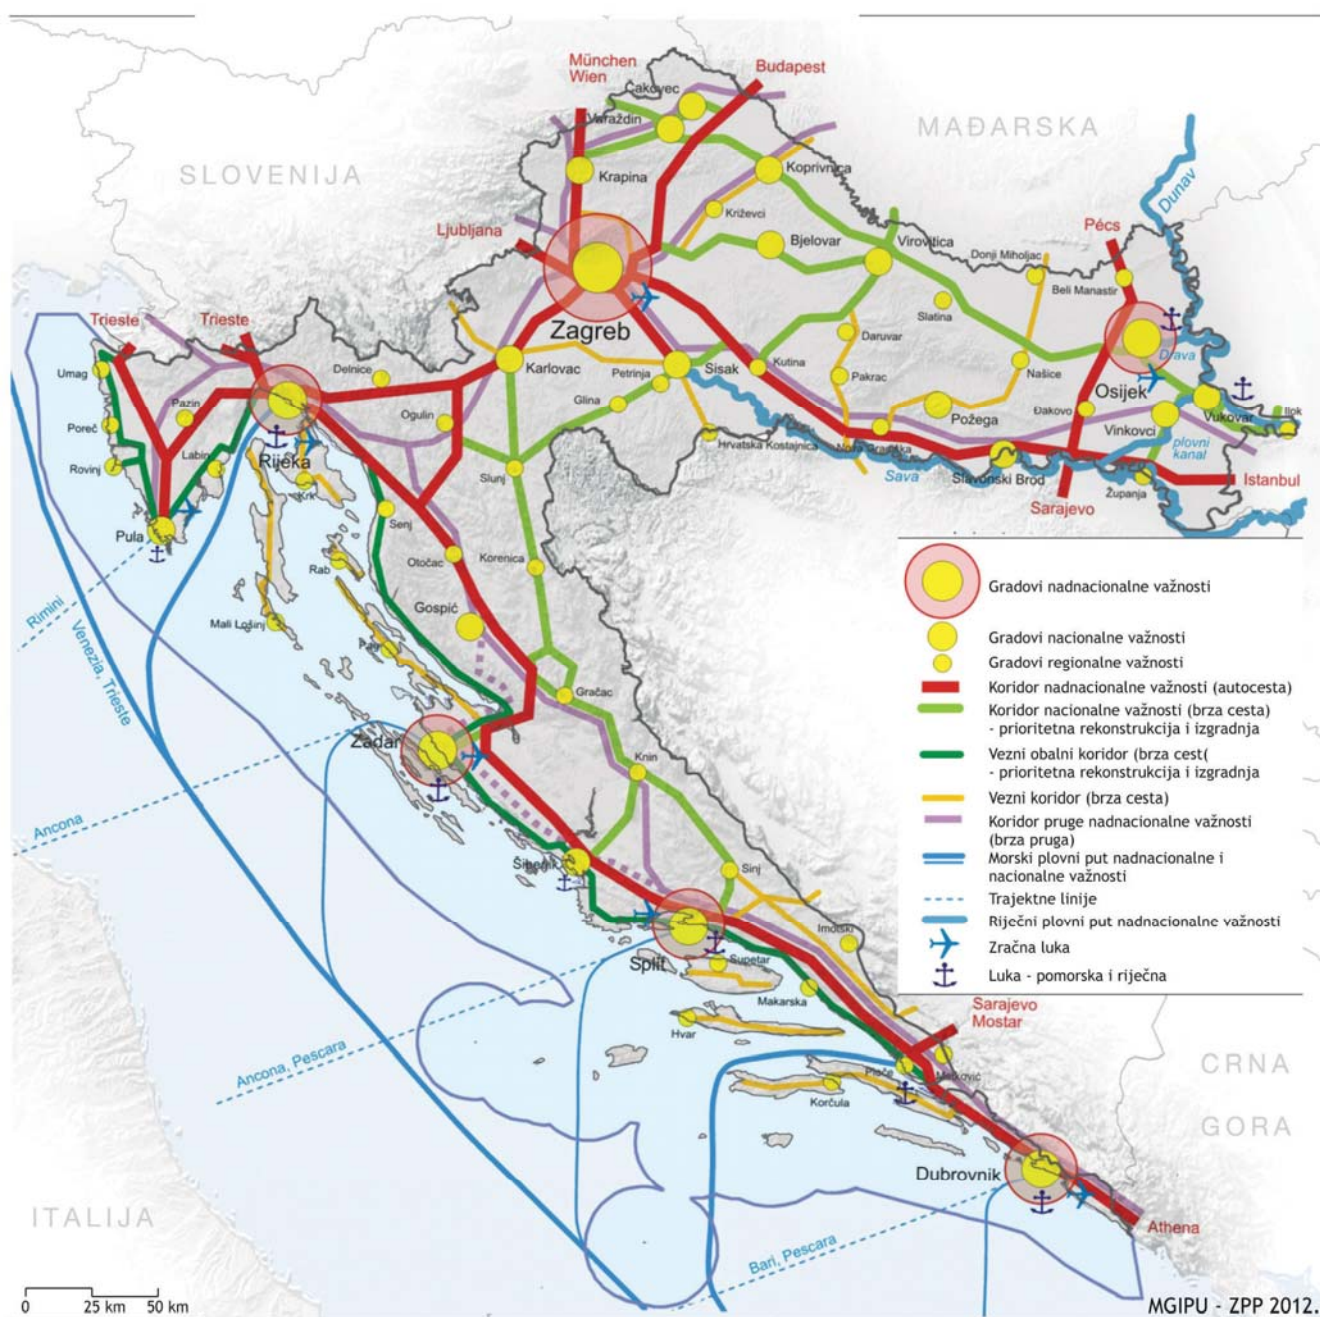 München
Wien
Budapest
Čakovec
Varaždin
MAĐARSKA
SLOVENIJA
Krapina
Koprivnica
Dunav
Križevci
Ljubljana
Pécs
Bjelovar
Virovitica
Donji Miholjac
Beli Manastir
Zagreb
Slatina
Trieste
Trieste
Daruvar
Drava
Umag
Delnice
Karlovac
Petrinja
Sisak
Kutina
Našice
Osijek
Pakrac
Pazin
Glina
Požega
Đakovo
Vukovar
Ilok
Poreč
Ogulin
Vinkovci
Hrvatska Kostajnica
Nova Gradiška
plovni
kanal
Labin
Rijeka
Rovinj
Slunj
Sava
Slavonski Brod
Istanbul
Krk
Županja
Sarajevo
Pula
Senj
Otočac
Korenica
Rab
Rimini
Gospić
Mali Lošinj
Pag
Venezia, Trieste
Gračac
Zadar
Knin
Ancona
Šibenik
Sinj
Imotski
Split
Supetar
Makarska
Sarajevo
Mostar
Hvar
Ancona, Pescara
Ploče
Metković
CRNA
GORA
Korčula
Dubrovnik
ITALIJA
Athena
Bari, Pescara
Gradovi nadnacionalne važnosti
Gradovi nacionalne važnosti
Gradovi regionalne važnosti
Koridor nadnacionalne važnosti (autocesta)
Koridor nacionalne važnosti (brza cesta)
- prioritetna rekonstrukcija i izgradnja
Vezni obalni koridor (brza cest(
- prioritetna rekonstrukcija i izgradnja
Vezni koridor (brza cesta)
Koridor pruge nadnacionalne važnosti
(brza pruga)
Morski plovni put nadnacionalne i
nacionalne važnosti
Trajektne linije
Riječni plovni put nadnacionalne važnosti
Zračna luka
Luka - pomorska i riječna
0 25 km 50 km
MGIPU - ZPP 2012.